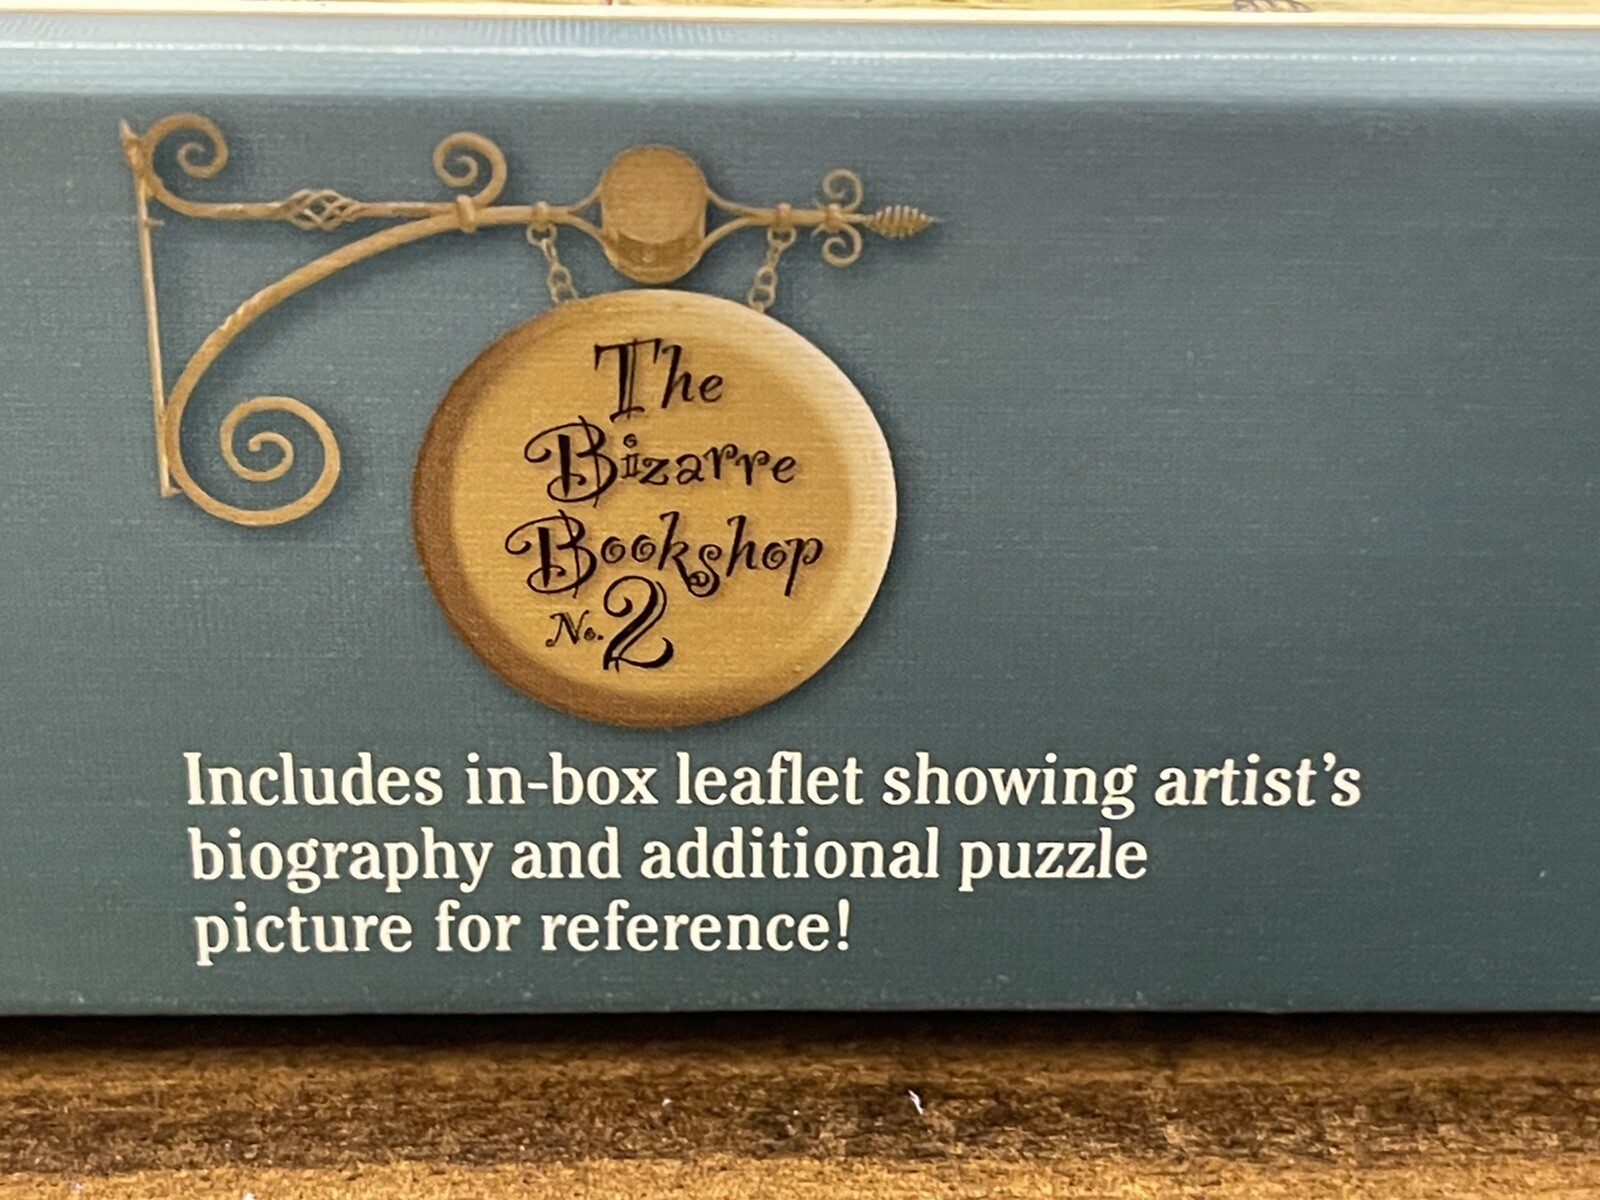 The
Bizarre
Bookshop
No. 2
Includes in-box leaflet showing artist's
biography and additional puzzle
picture for reference!